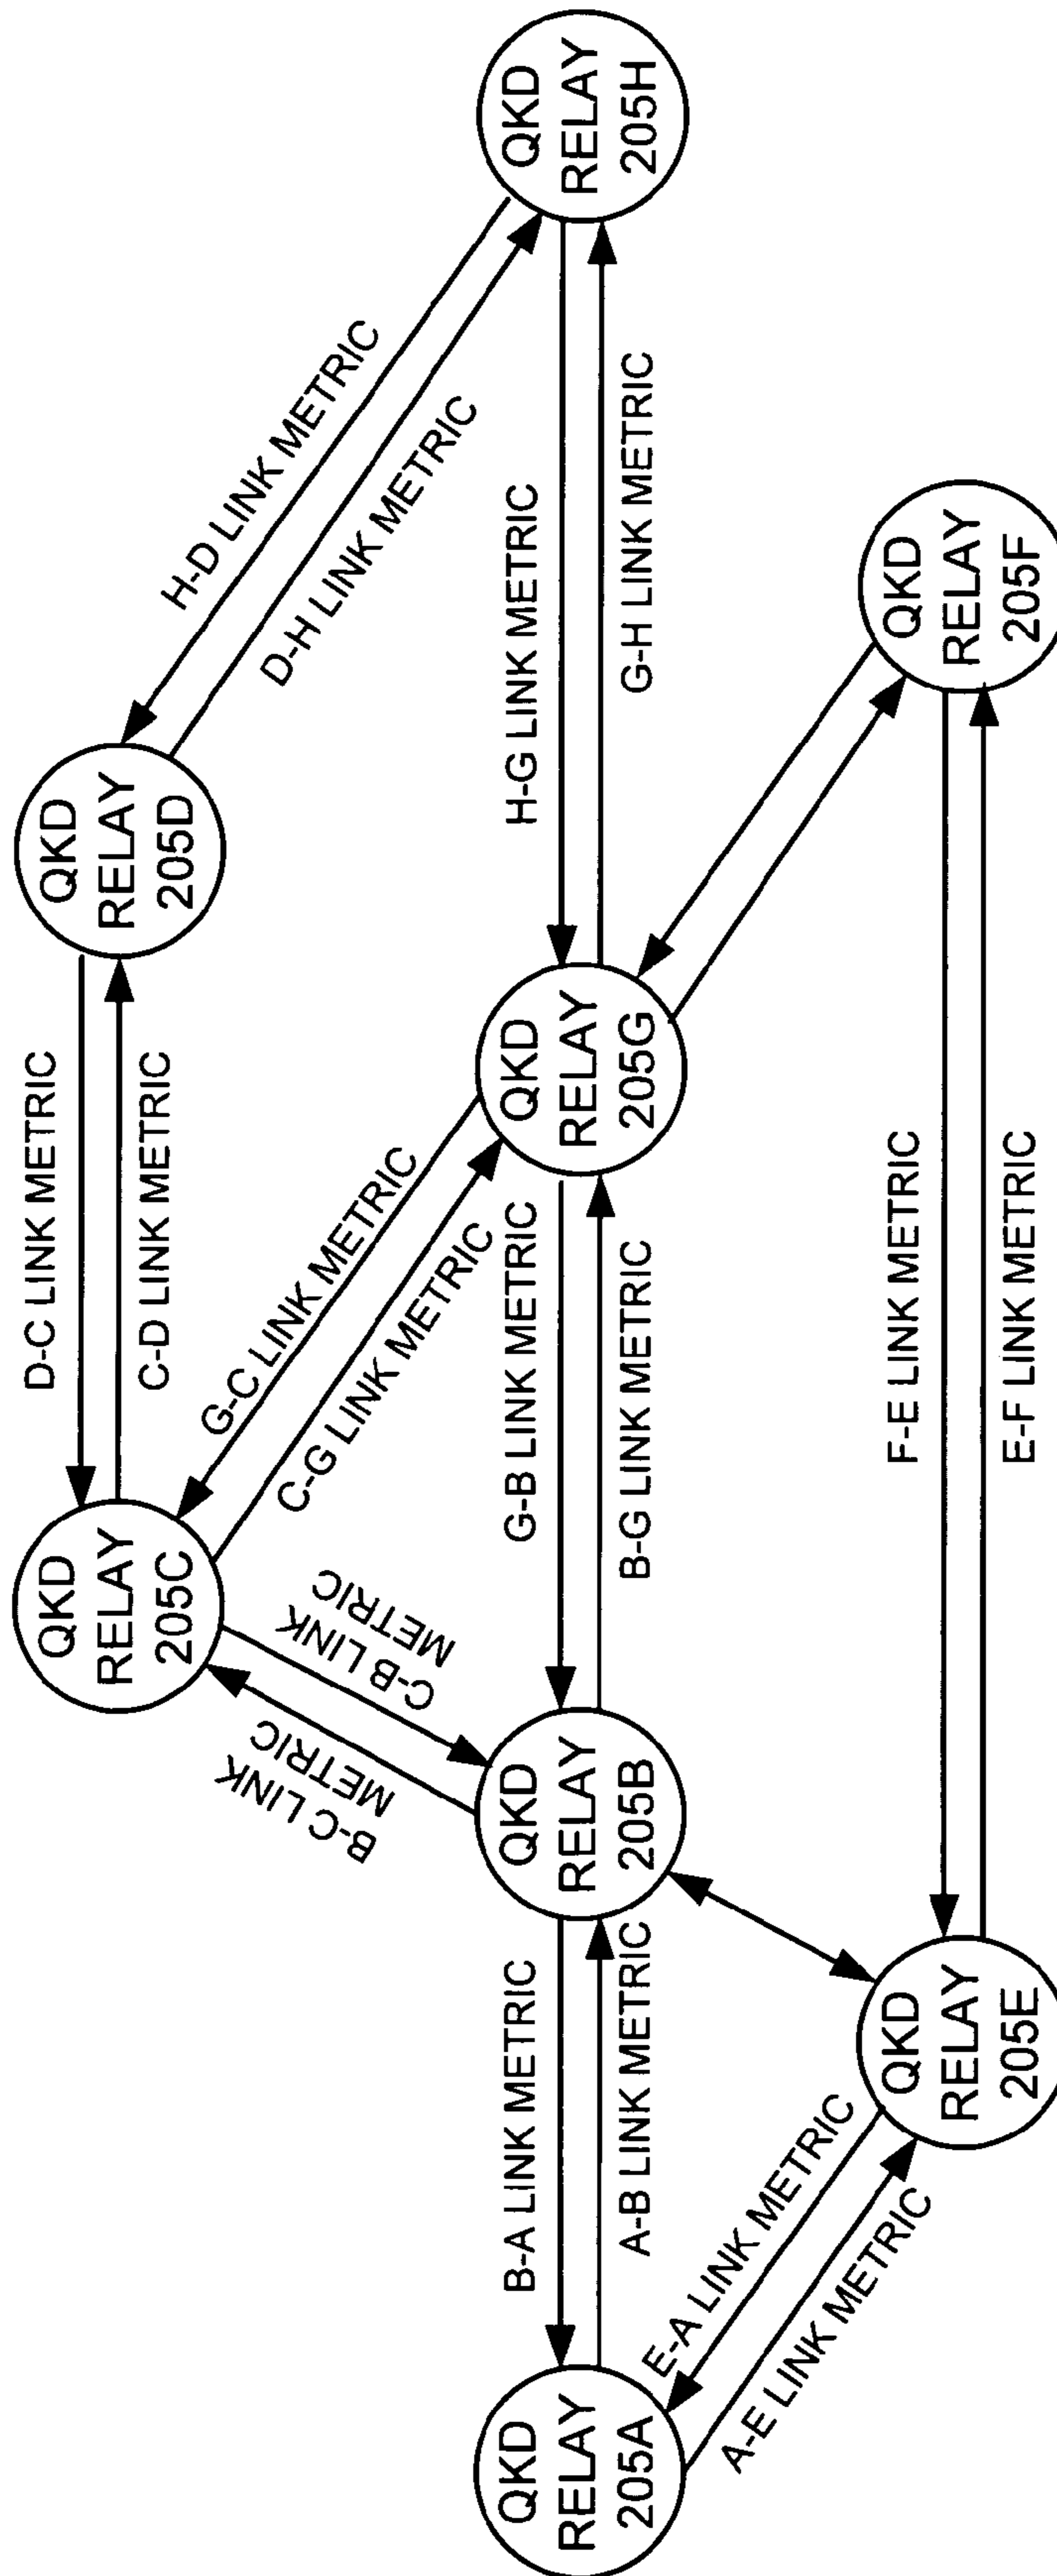 D-C LINK METRIC
C-D LINK METRIC
QKD
RELAY
205C
QKD
RELAY
205D
H-D LINK METRIC
D-H LINK METRIC
G-C LINK METRIC
C-G LINK METRIC
B-C LINK
METRIC
C-B LINK
METRIC
QKD
RELAY
205A
B-A LINK METRIC
A-B LINK METRIC
QKD
RELAY
205B
G-B LINK METRIC
B-G LINK METRIC
QKD
RELAY
205G
H-G LINK METRIC
G-H LINK METRIC
QKD
RELAY
205H
E-A LINK METRIC
A-E LINK METRIC
QKD
RELAY
205E
F-E LINK METRIC
E-F LINK METRIC
QKD
RELAY
205F